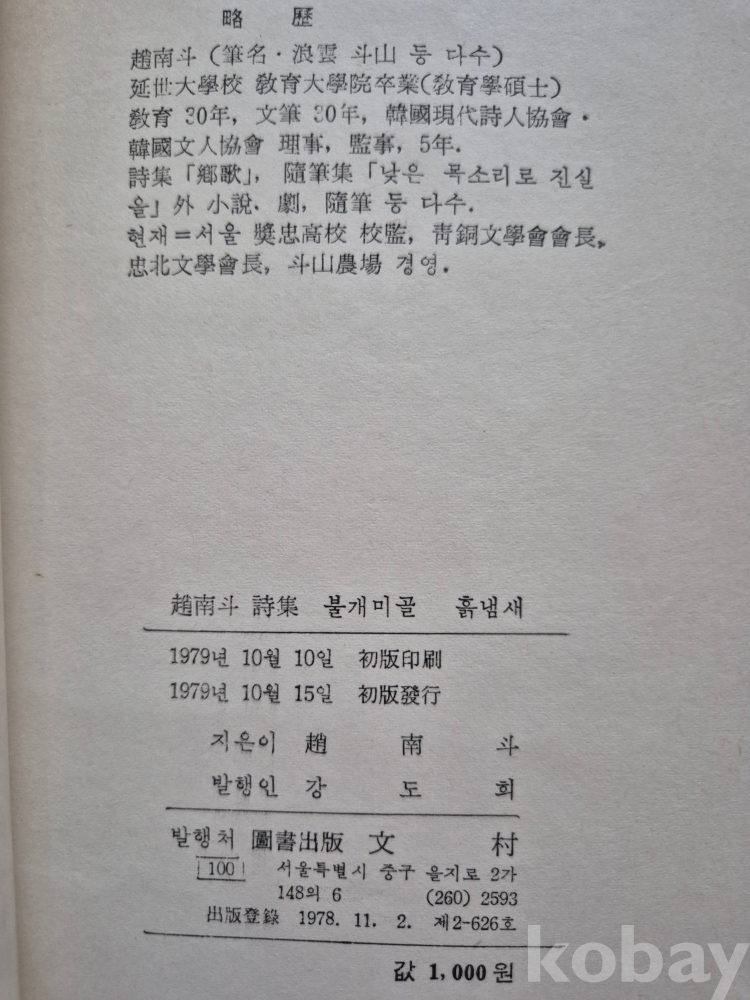 略 歷
趙南斗 (筆名·浪雲 斗山 등 다수)
延世大學校 敎育大學院卒業(敎育學碩士)
敎育 30年, 文筆 30年, 韓國現代詩人協會·
韓國文人協會 理事, 監事, 5年.
詩集「鄕歌」, 隨筆集「낮은 목소리로 진실
을」外 小說, 劇, 隨筆 등 다수.
현재=서울 奬忠高校 校監, 靑銅文學會會長,
忠北文學會長, 斗山農場 경영.
趙南斗 詩集 불개미골 흙냄새
1979년 10월 10일 初版印刷
1979년 10월 15일 初版發行
지은이 趙 南 斗
발행인 강 도 희
발행처 圖書出版 文 村
100 서울특별시 중구 을지로 2가
148의 6 (260) 2593
出版登錄 1978. 11. 2. 제2-626호
값 1,000원
kobay